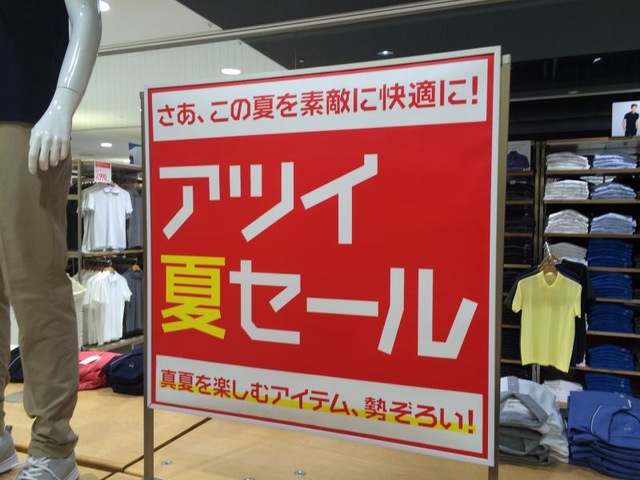 さあ、この夏を素敵に快適に!
アツイ
夏セール
真夏を楽しむアイテム、勢ぞろい!